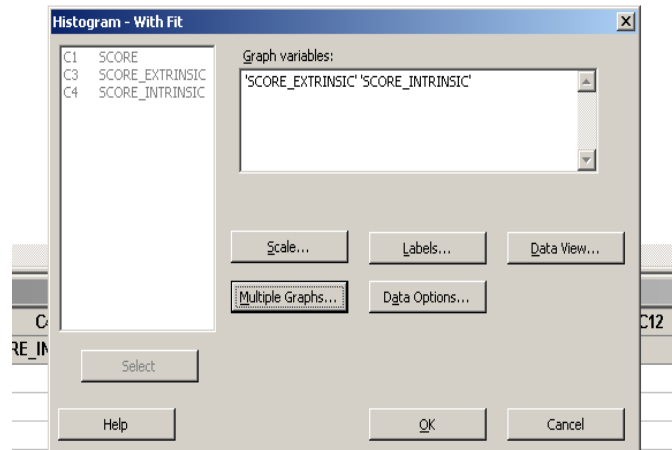 Histogram - With Fit
C1 SCORE
C3 SCORE_EXTRINSIC
C4 SCORE_INTRINSIC
Graph variables:
'SCORE_EXTRINSIC' 'SCORE_INTRINSIC'
Scale...
Labels...
Data View...
Multiple Graphs...
Data Options...
C12
Select
Help
OK
Cancel